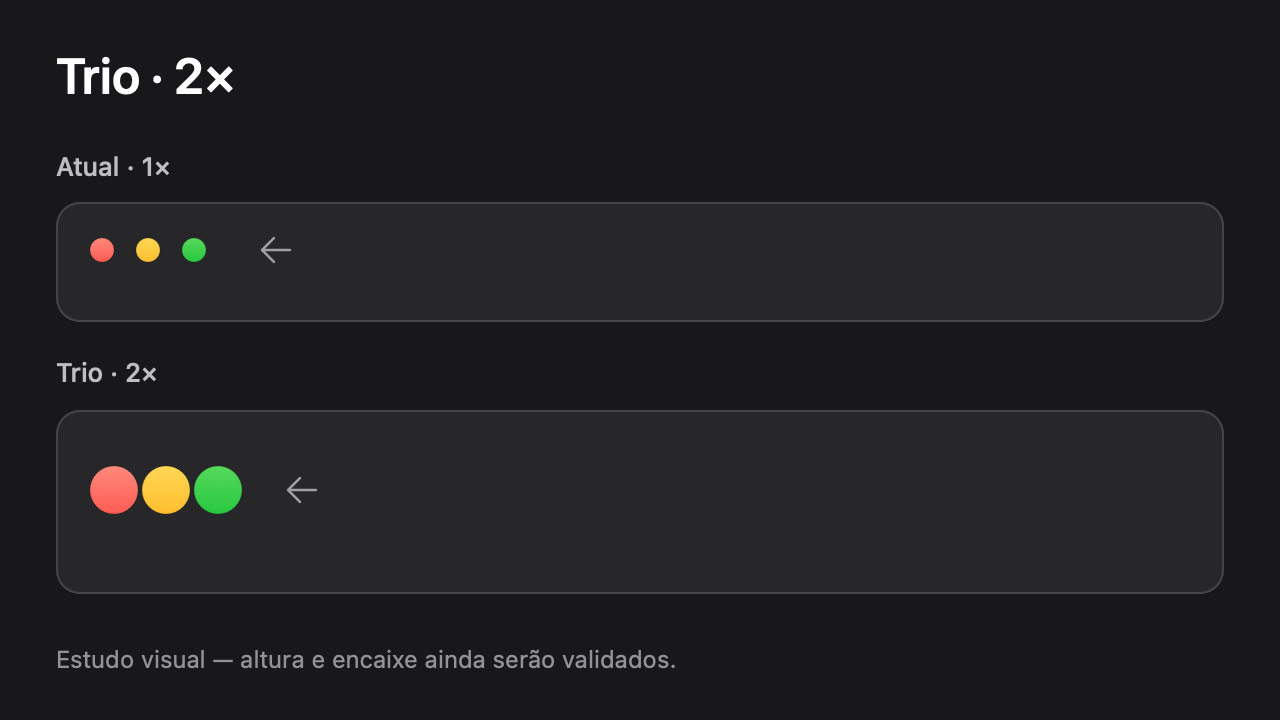 Trio · 2×
Atual · 1×
Trio · 2×
Estudo visual — altura e encaixe ainda serão validados.